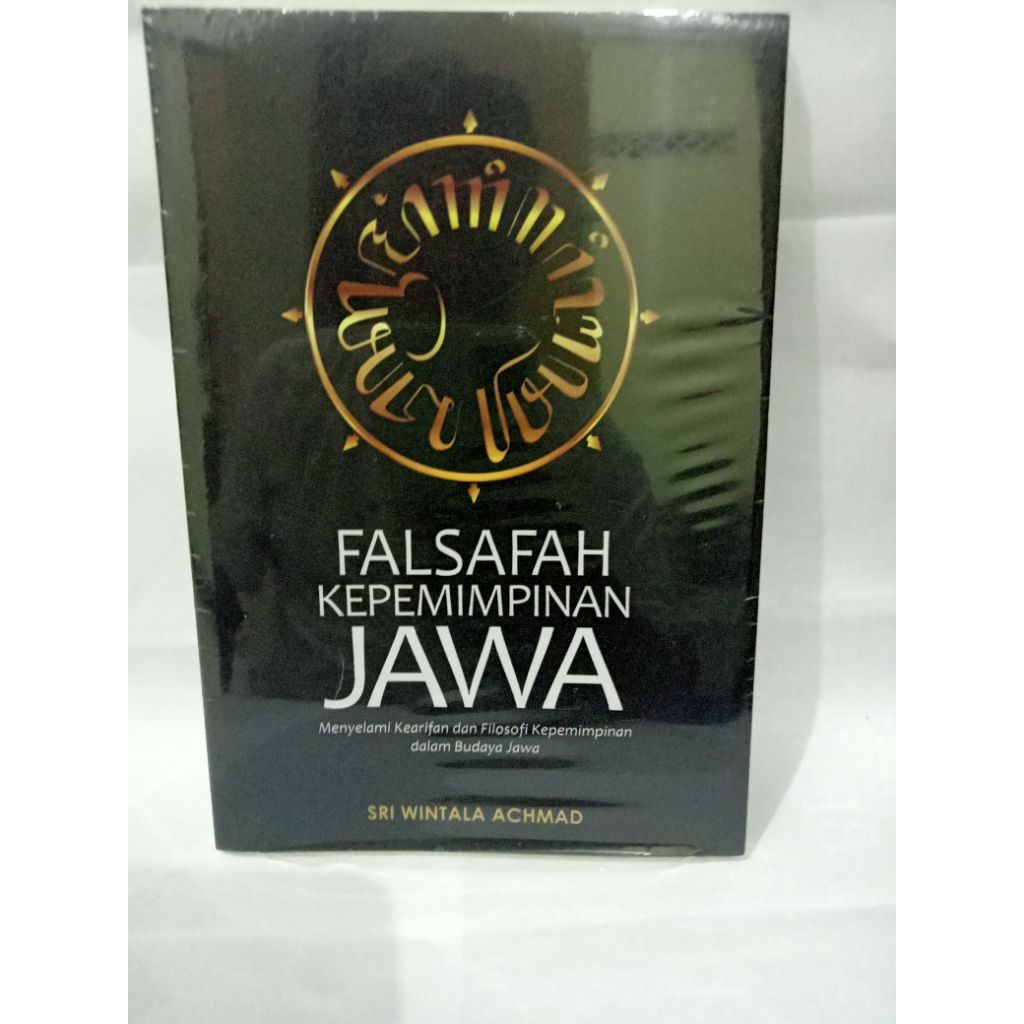 FALSAFAH
KEPEMIMPINAN
JAWA
Menyelami Kearifan dan Filosofi Kepemimpinan
dalam Budaya Jawa
SRI WINTALA ACHMAD